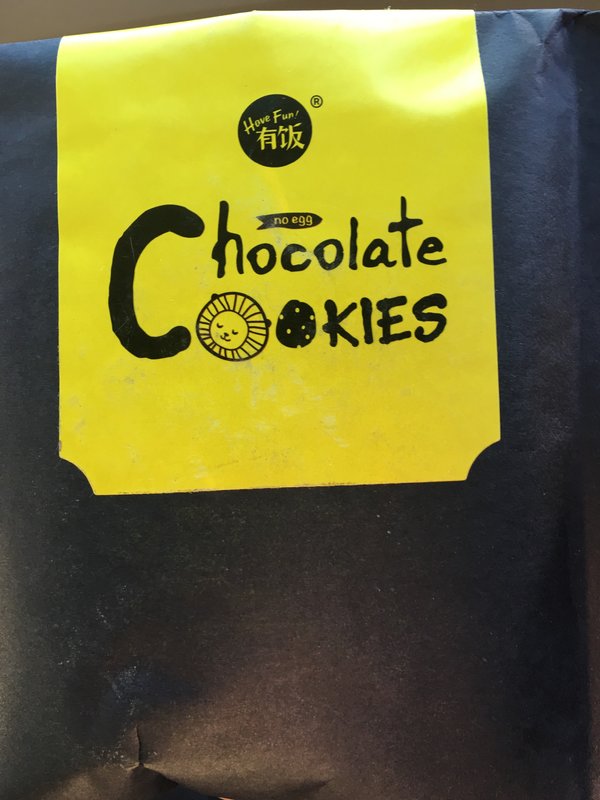 Have Fun! ®
有饭
no egg
Chocolate
COOKIES